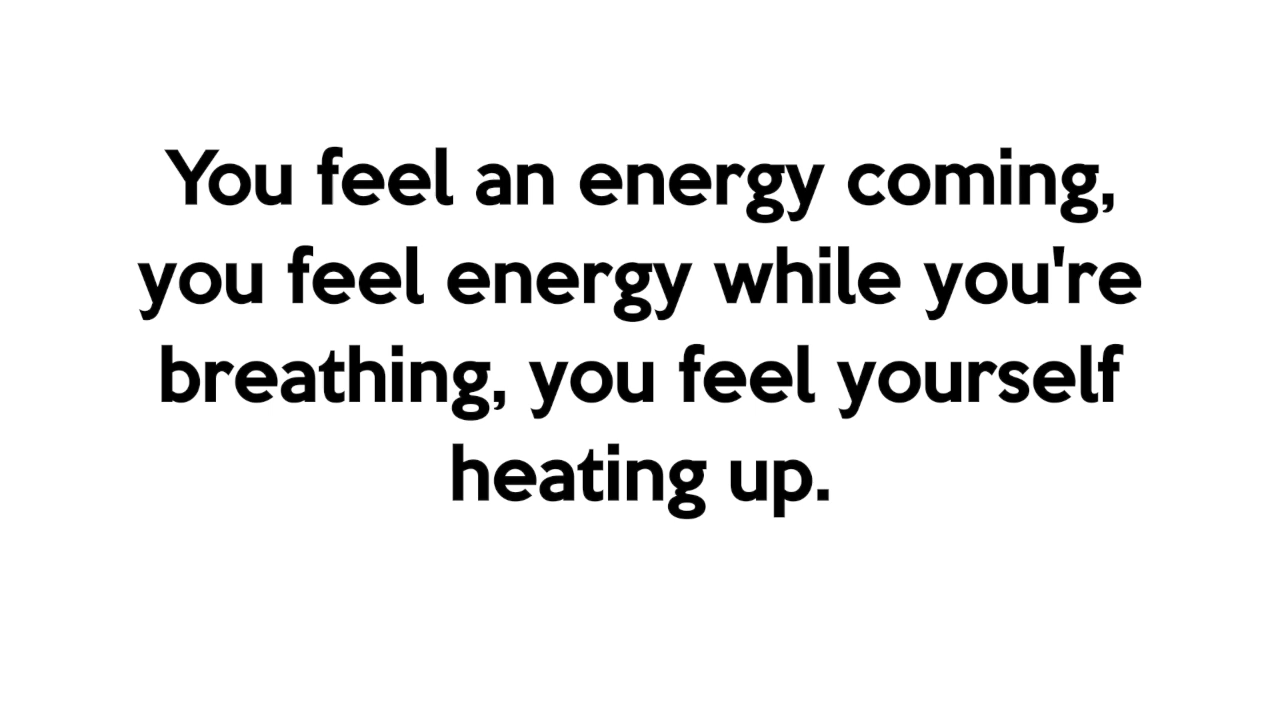 You feel an energy coming,
you feel energy while you're
breathing, you feel yourself
heating up.